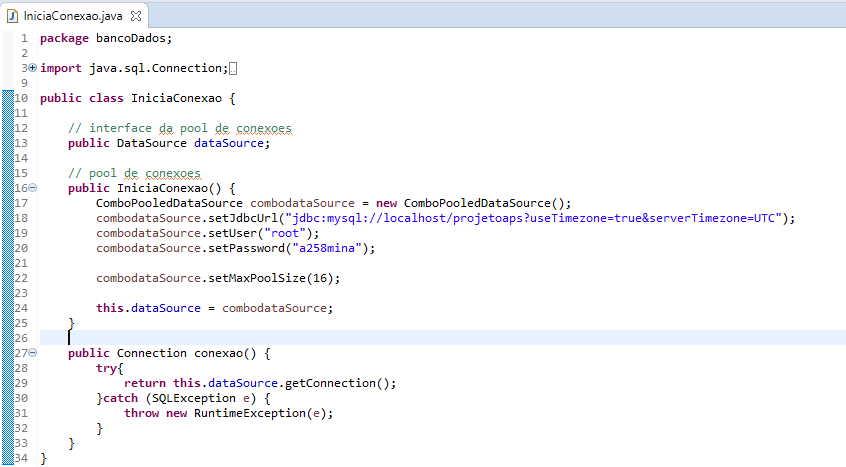 IniciaConexao.java
1 package bancoDados;
2
3 import java.sql.Connection;
9
10 public class IniciaConexao {
11
12 // interface da pool de conexoes
13 public DataSource dataSource;
14
15 // pool de conexoes
16 public IniciaConexao() {
17 ComboPooledDataSource combodataSource = new ComboPooledDataSource();
18 combodataSource.setJdbcUrl("jdbc:mysql://localhost/projetoaps?useTimezone=true&serverTimezone=UTC");
19 combodataSource.setUser("root");
20 combodataSource.setPassword("a258mina");
21
22 combodataSource.setMaxPoolSize(16);
23
24 this.dataSource = combodataSource;
25 }
26
27 public Connection conexao() {
28 try{
29 return this.dataSource.getConnection();
30 }catch (SQLException e) {
31 throw new RuntimeException(e);
32 }
33 }
34 }